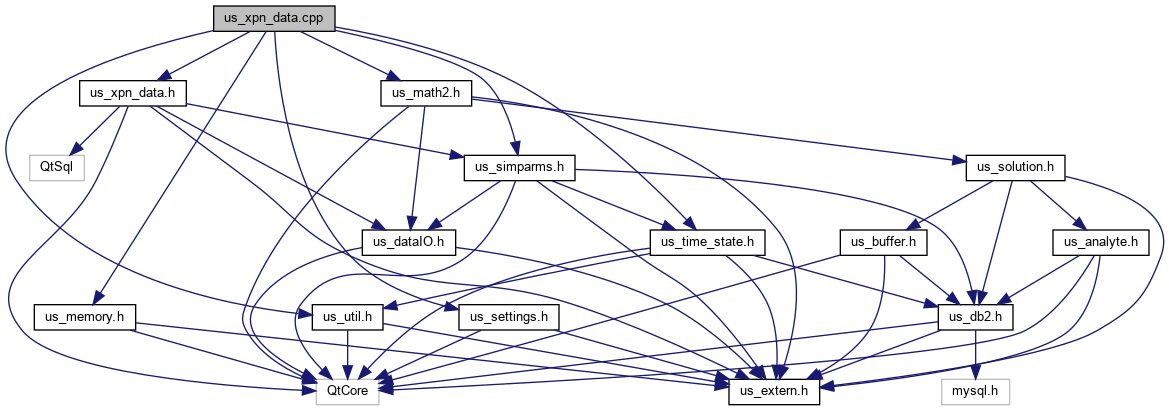 us_xpn_data.cpp
us_xpn_data.h
us_math2.h
QtSql
us_simparms.h
us_solution.h
us_dataIO.h
us_time_state.h
us_buffer.h
us_analyte.h
us_memory.h
us_util.h
us_settings.h
us_db2.h
QtCore
us_extern.h
mysql.h